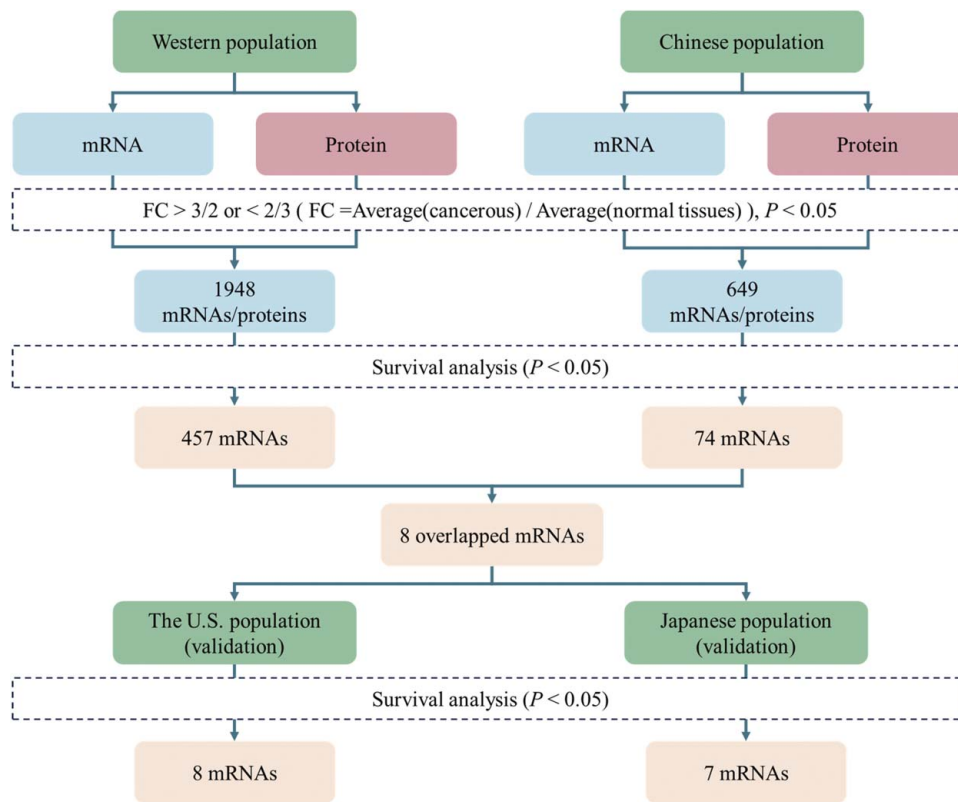 Western population
Chinese population
mRNA
Protein
mRNA
Protein
FC > 3/2 or < 2/3 ( FC =Average(cancerous) / Average(normal tissues) ), P < 0.05
1948
mRNAs/proteins
649
mRNAs/proteins
Survival analysis (P < 0.05)
457 mRNAs
74 mRNAs
8 overlapped mRNAs
The U.S. population
(validation)
Japanese population
(validation)
Survival analysis (P < 0.05)
8 mRNAs
7 mRNAs